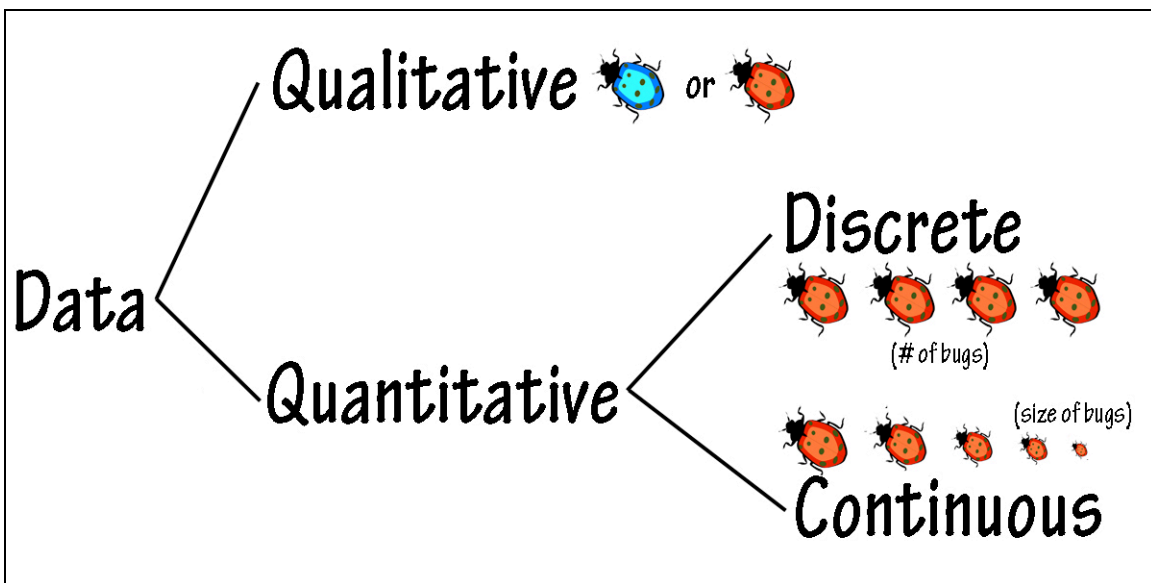 Qualitative or
Discrete
Data
(# of bugs)
Quantitative
(size of bugs)
Continuous